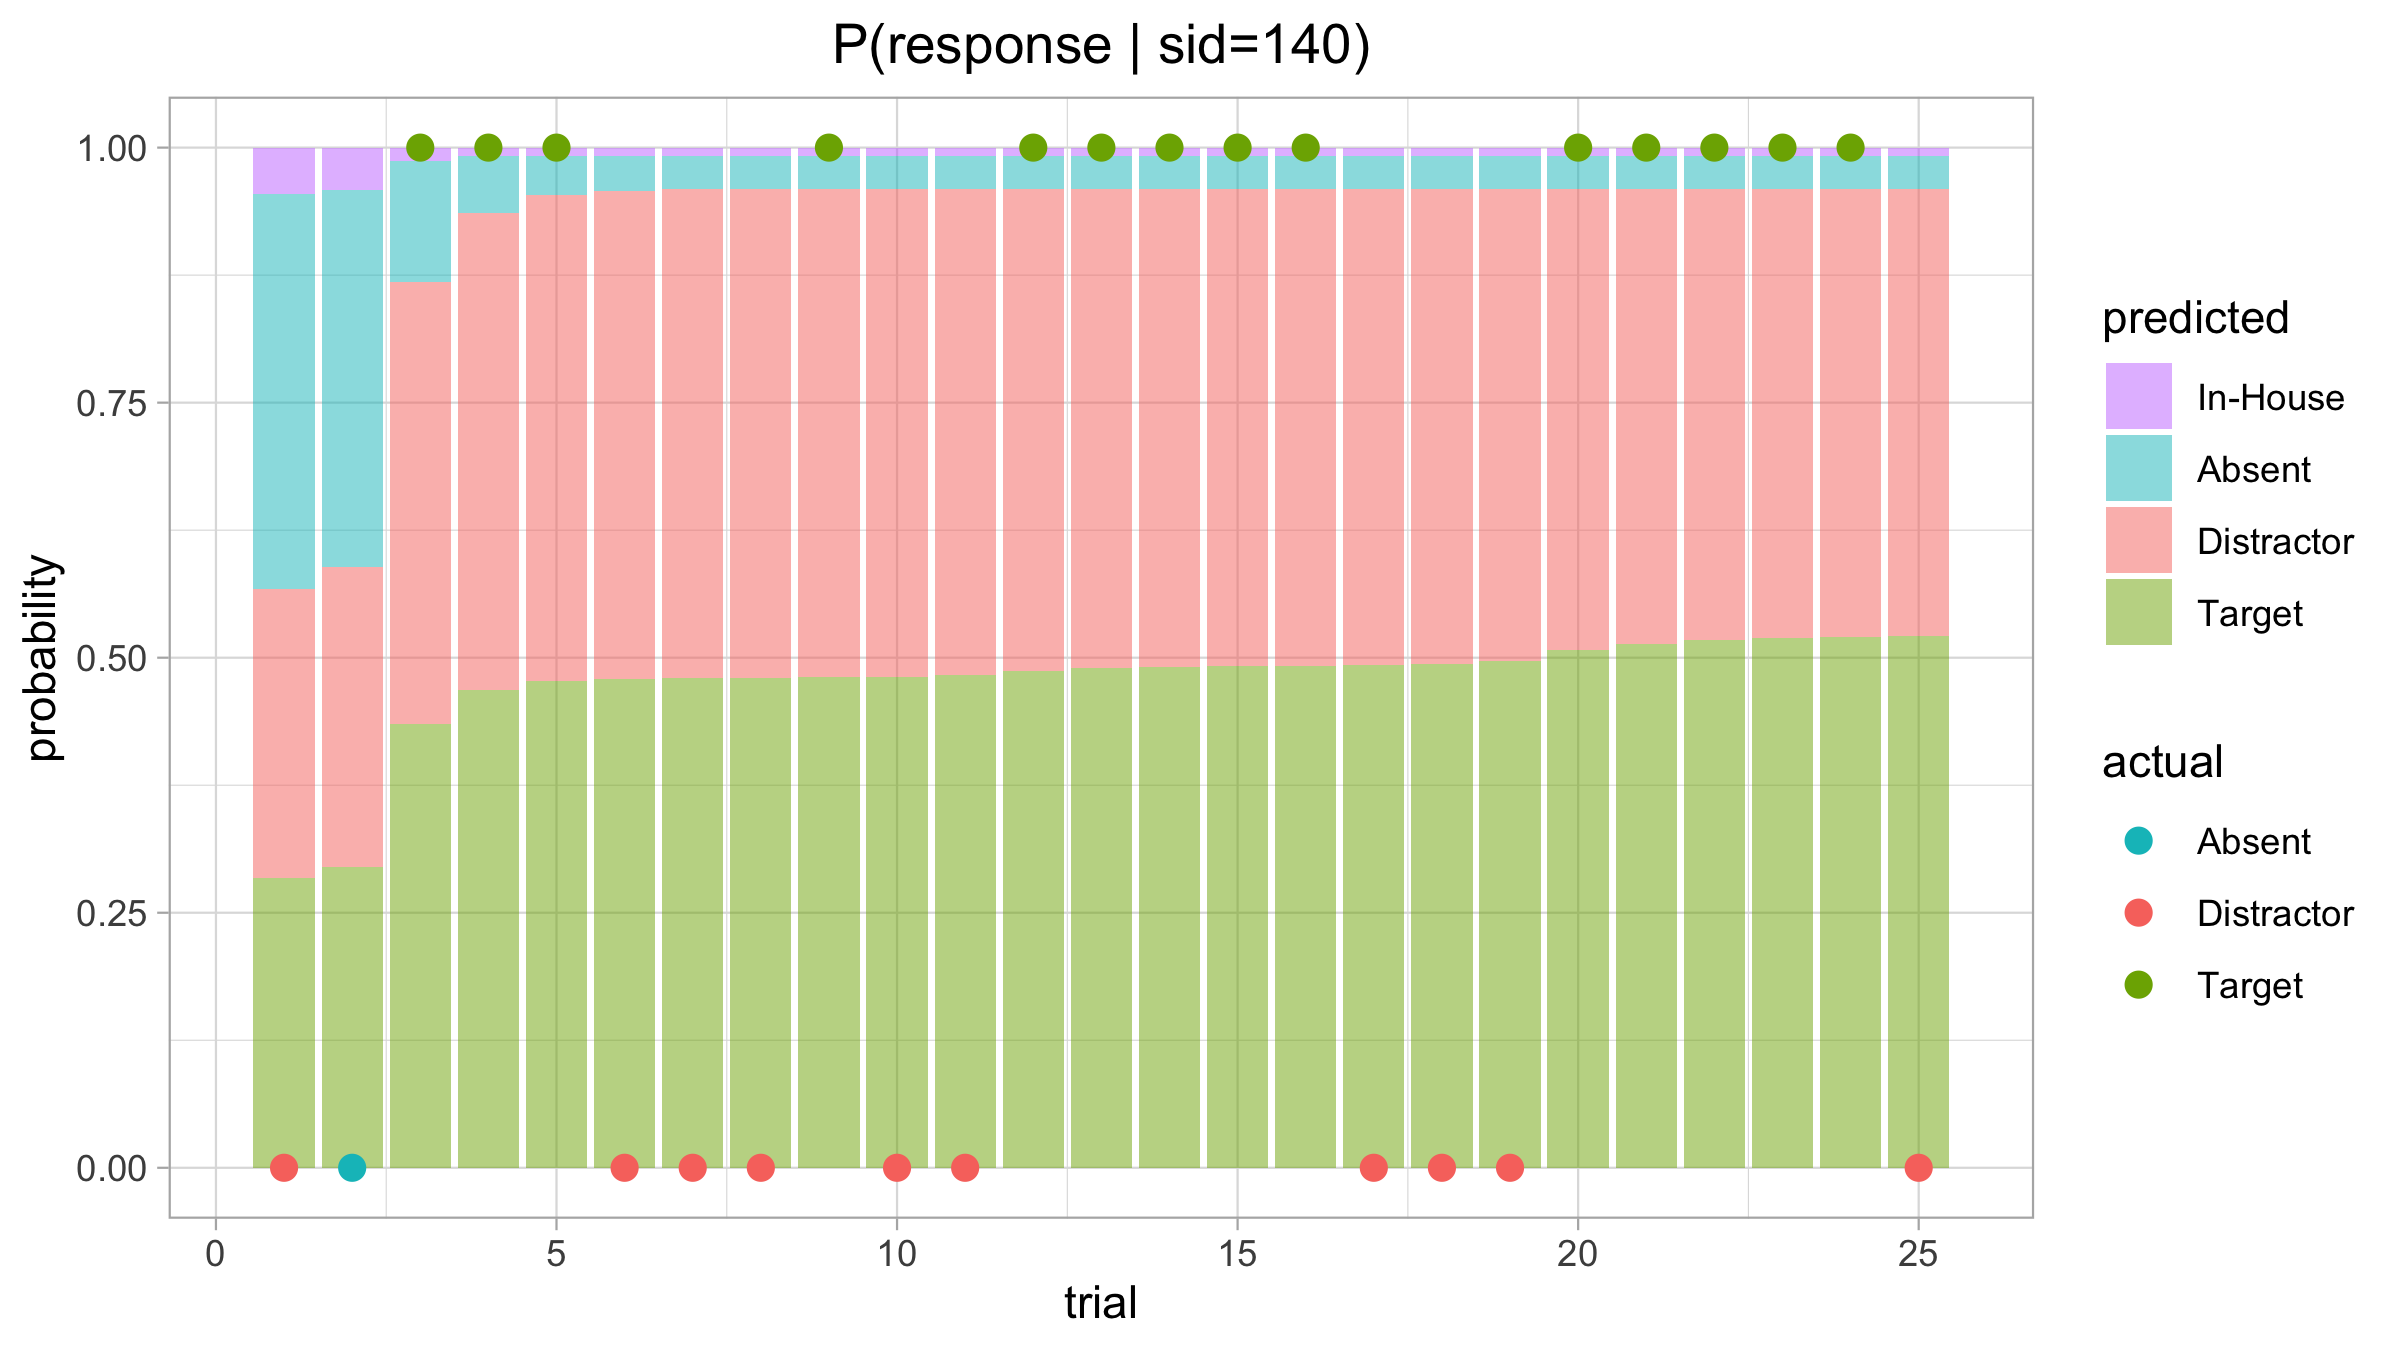 P(response | sid=140)
probability
1.00
0.75
0.50
0.25
0.00
0 5 10 15 20 25
trial
predicted
In-House
Absent
Distractor
Target
actual
Absent
Distractor
Target